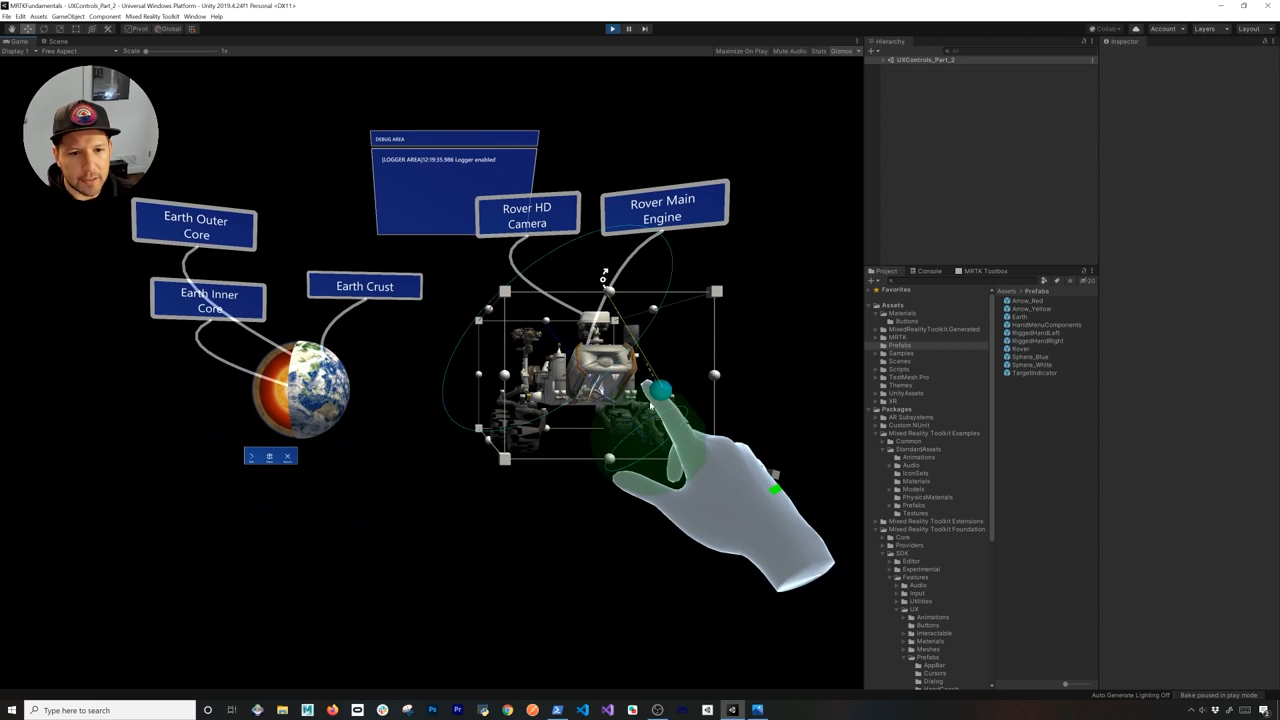 MRTKFundamentals - UXControls_Part_2 - Universal Windows Platform - Unity 2019.4.24f1 Personal <DX11>
File Edit Assets GameObject Component Mixed Reality Toolkit Window Help
Pivot Global
Collab Account Layers Layout
Game Scene
Display 1 Free Aspect Scale 1x Maximize On Play Mute Audio Stats Gizmos
DEBUG AREA
[LOGGER AREA]12:19:35.986 Logger enabled
Earth Outer
Core
Rover HD
Camera
Rover Main
Engine
Earth Inner
Core
Earth Crust
Hierarchy
All
UXControls_Part_2
Inspector
Project Console MRTK Toolbox
20
Favorites
Assets
Materials
Buttons
MixedRealityToolkit.Generated
MRTK
Prefabs
Samples
Scenes
Scripts
TextMesh Pro
Themes
UnityAssets
XR
Packages
AR Subsystems
Custom NUnit
Mixed Reality Toolkit Examples
Common
StandardAssets
Animations
Audio
IconSets
Materials
Models
PhysicsMaterials
Prefabs
Textures
Mixed Reality Toolkit Extensions
Mixed Reality Toolkit Foundation
Core
Providers
SDK
Editor
Experimental
Features
Audio
Input
Utilities
UX
Animations
Buttons
Interactable
Materials
Meshes
Prefabs
AppBar
Cursors
Dialog
HandCoach
Assets Prefabs
Arrow_Red
Arrow_Yellow
Earth
HandMenuComponents
RiggedHandLeft
RiggedHandRight
Rover
Sphere_Blue
Sphere_White
TargetIndicator
Auto Generate Lighting Off Bake paused in play mode
Type here to search